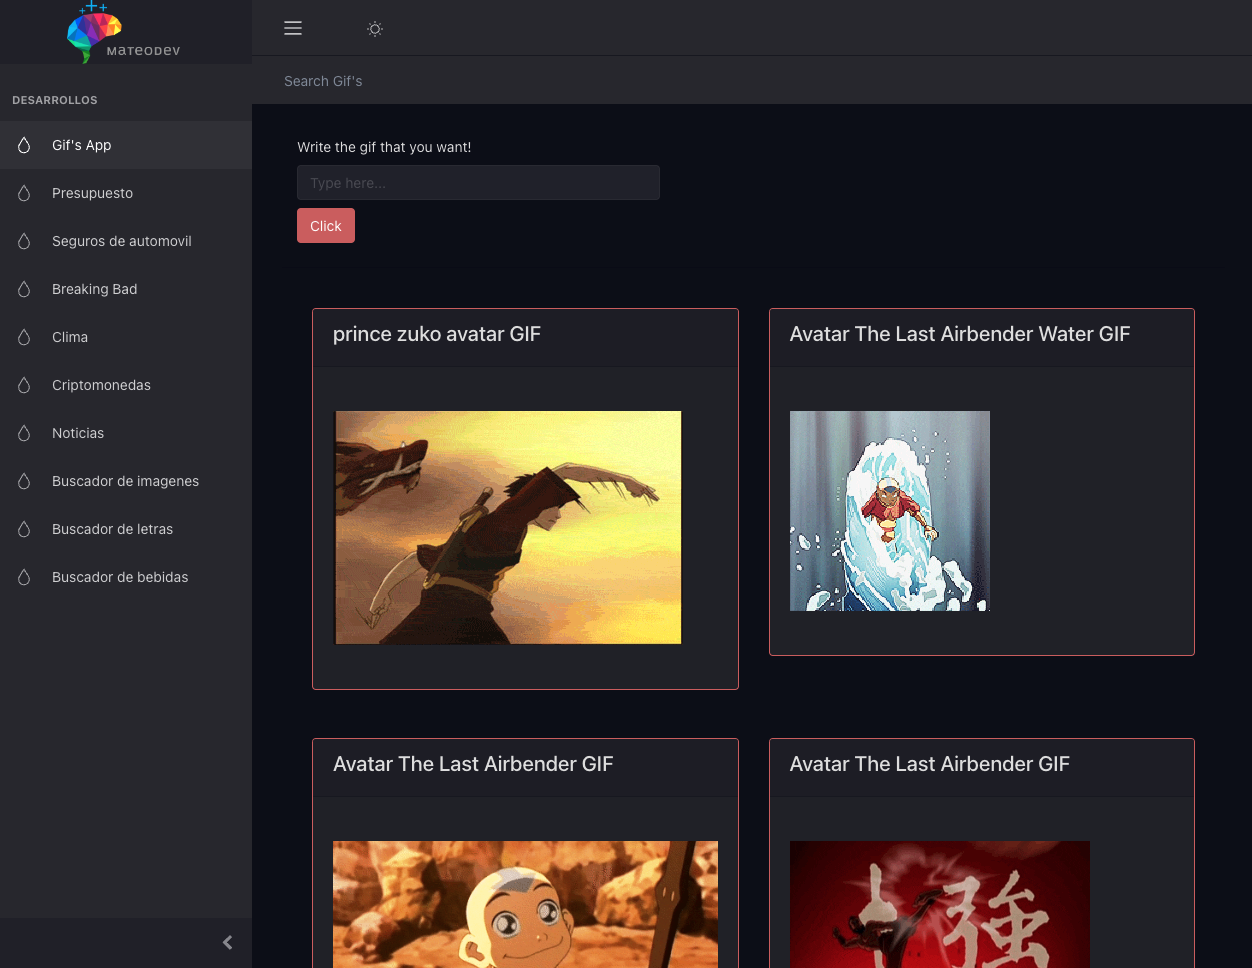 MATEODEV
DESARROLLOS
Gif's App
Presupuesto
Seguros de automovil
Breaking Bad
Clima
Criptomonedas
Noticias
Buscador de imagenes
Buscador de letras
Buscador de bebidas
Search Gif's
Write the gif that you want!
Type here...
Click
prince zuko avatar GIF
Avatar The Last Airbender Water GIF
Avatar The Last Airbender GIF
Avatar The Last Airbender GIF
強